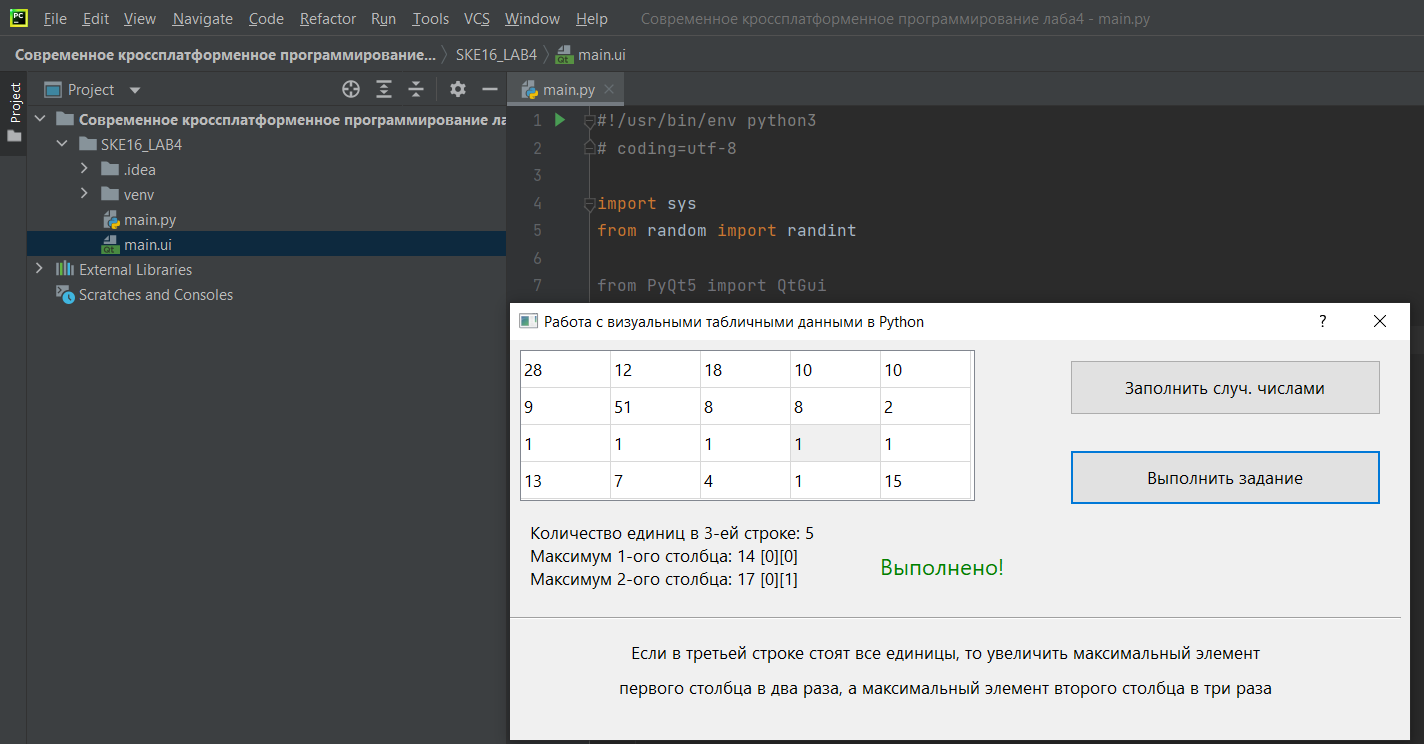 File Edit View Navigate Code Refactor Run Tools VCS Window Help Современное кроссплатформенное программирование лаба4 - main.py
Современное кроссплатформенное программирование... SKE16_LAB4 main.ui
Project
Project
main.py
Современное кроссплатформенное программирование ла
SKE16_LAB4
.idea
venv
main.py
main.ui
External Libraries
Scratches and Consoles
1 #!/usr/bin/env python3
2 # coding=utf-8
3
4 import sys
5 from random import randint
6
7 from PyQt5 import QtGui
Работа с визуальными табличными данными в Python ?
28 12 18 10 10
9 51 8 8 2
1 1 1 1 1
13 7 4 1 15
Заполнить случ. числами
Выполнить задание
Количество единиц в 3-ей строке: 5
Максимум 1-ого столбца: 14 [0][0]
Максимум 2-ого столбца: 17 [0][1]
Выполнено!
Если в третьей строке стоят все единицы, то увеличить максимальный элемент
первого столбца в два раза, а максимальный элемент второго столбца в три раза